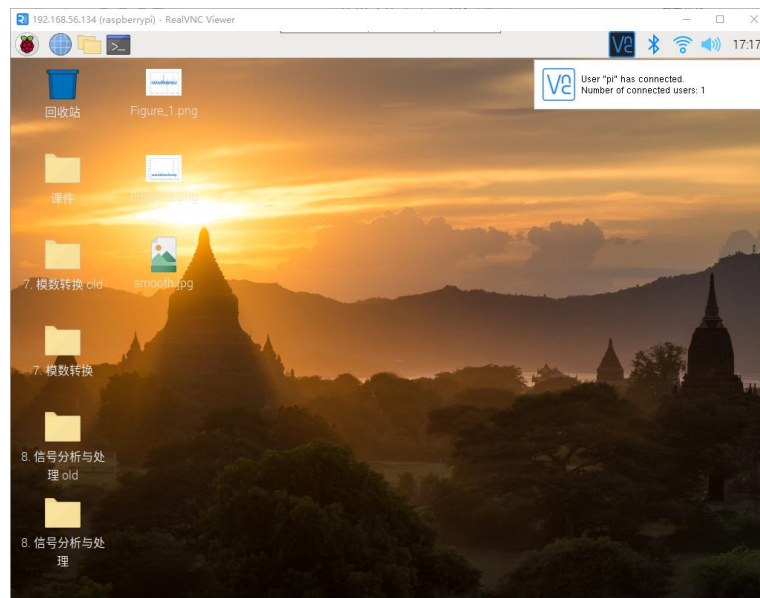 192.168.56.134 (raspberrypi) - RealVNC Viewer
17:17
User "pi" has connected.
Number of connected users: 1
回收站
Figure_1.png
课件
7. 模数转换 old
smooth.jpg
7. 模数转换
8. 信号分析与处
理 old
8. 信号分析与处
理